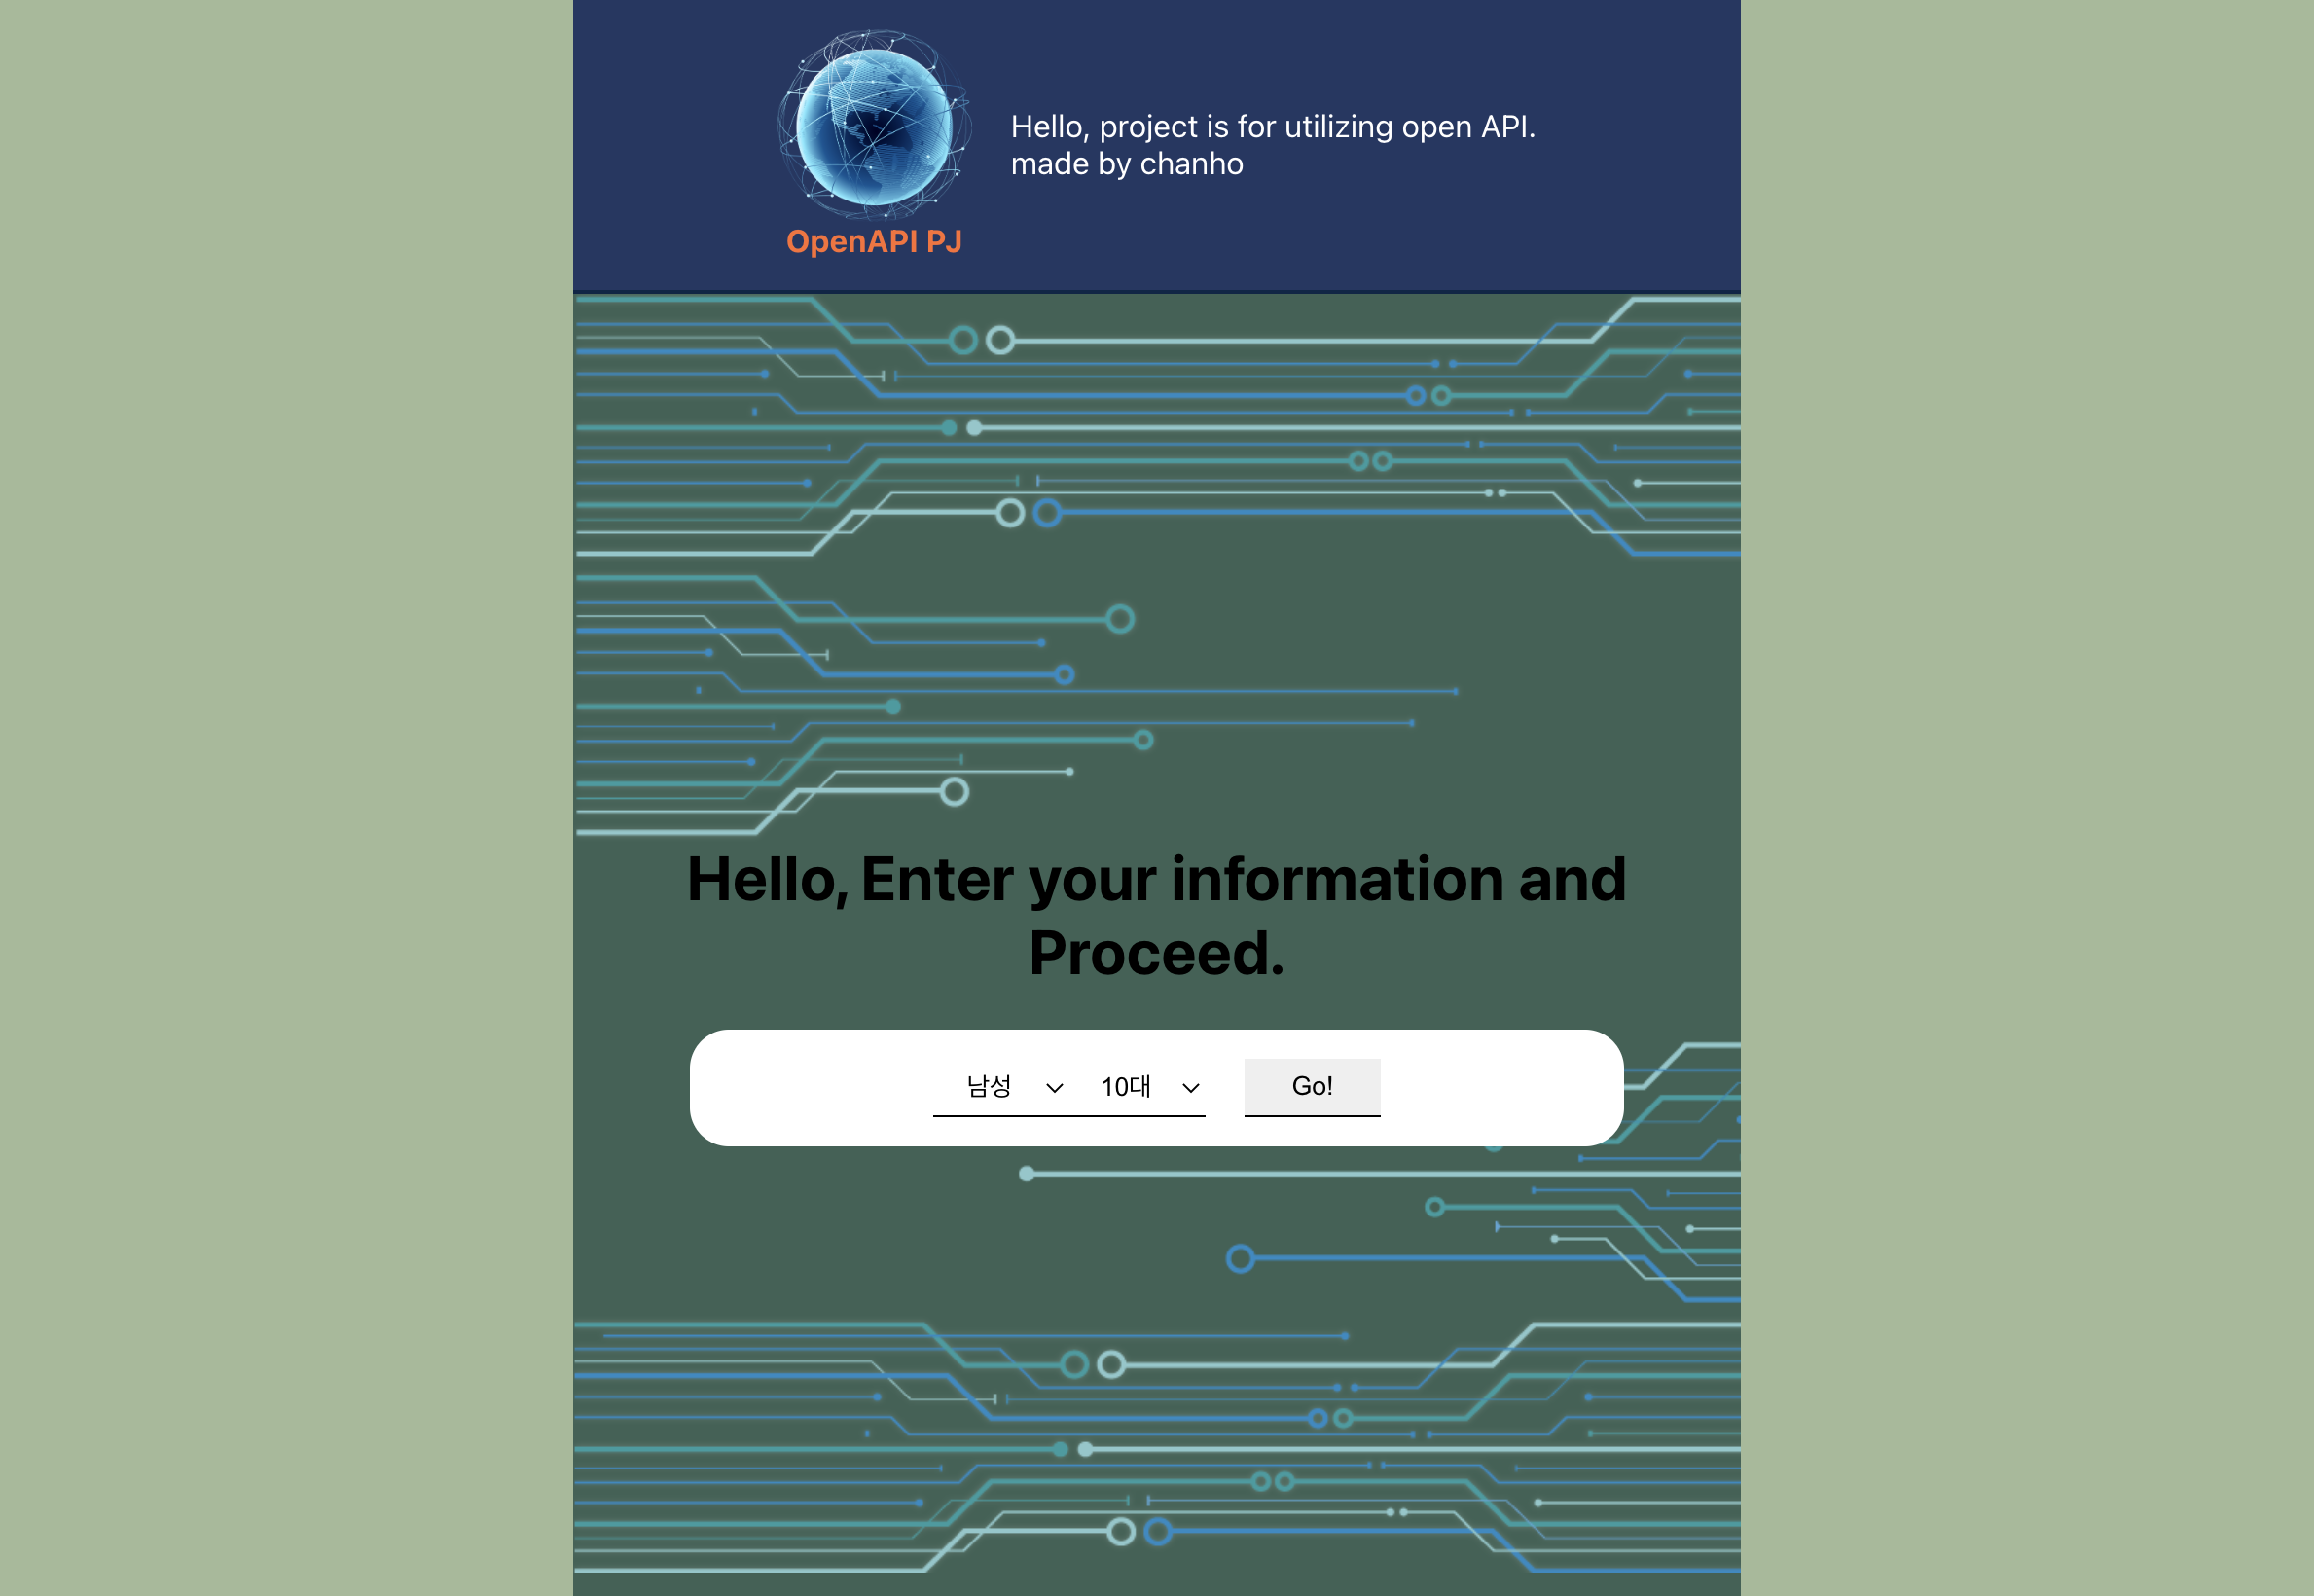 Hello, project is for utilizing open API.
made by chanho
OpenAPI PJ
Hello, Enter your information and
Proceed.
남성 10대 Go!